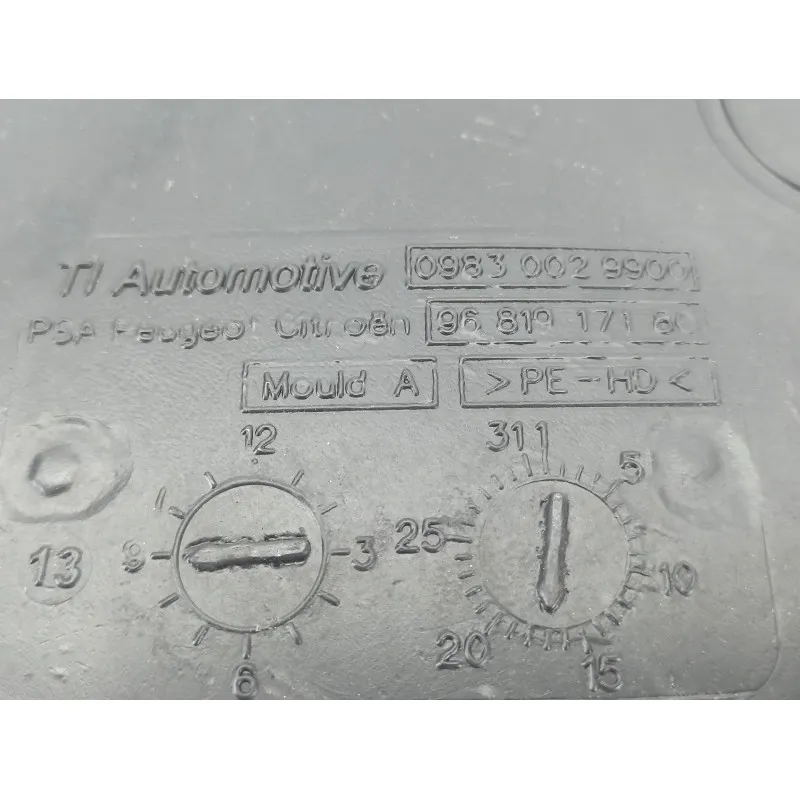 TI Automotive 0983 002 9900
PSA Peugeot Citroën 96 819 171 80
Mould A >PE-HD<
12 31 1
5
13 9 3 25
10
20
6 15